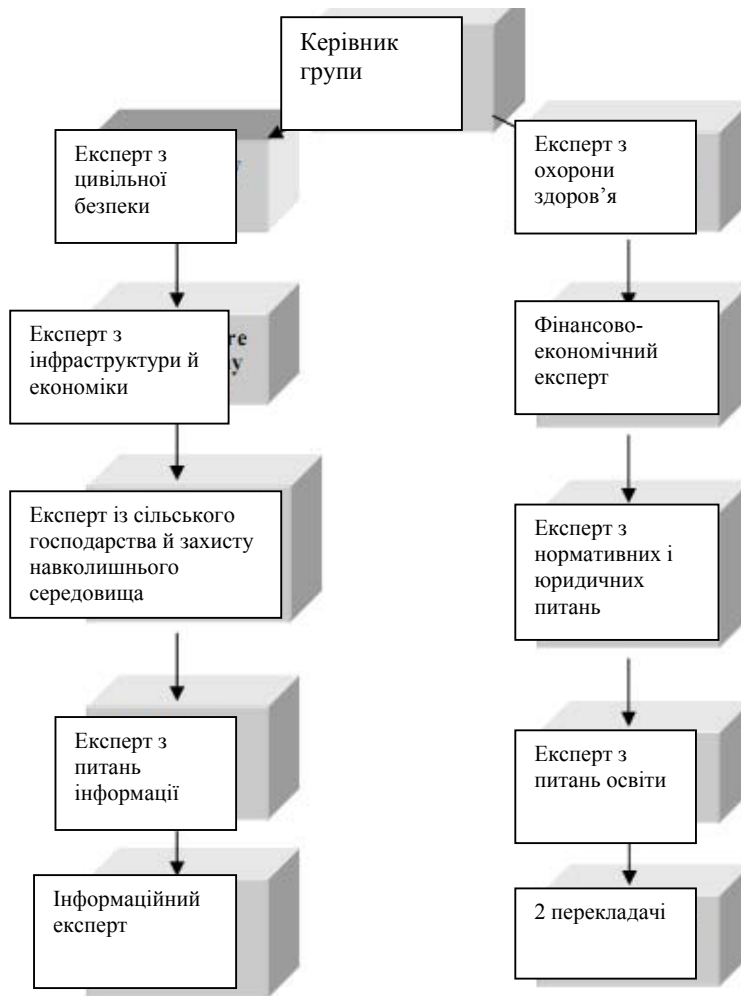 Керівник
групи
Експерт з
цивільної
безпеки
Експерт з
інфраструктури й
економіки
Експерт із сільського
господарства й захисту
навколишнього
середовища
Експерт з
питань
інформації
Інформаційний
експерт
Експерт з
охорони
здоров’я
Фінансово-
економічний
експерт
Експерт з
нормативних і
юридичних
питань
Експерт з
питань освіти
2 перекладачі